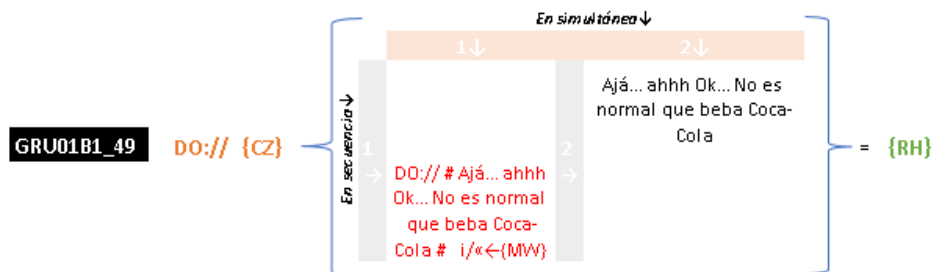 En simultánea↓
1↓ 2↓
En secuencia↓
GRU01B1_49 DO:// {CZ}
1 →
DO:// # Ajá... ahhh
Ok... No es normal
que beba Coca-
Cola # i/«←{MW}
2 →
Ajá... ahhh Ok... No es
normal que beba Coca-
Cola
= {RH}